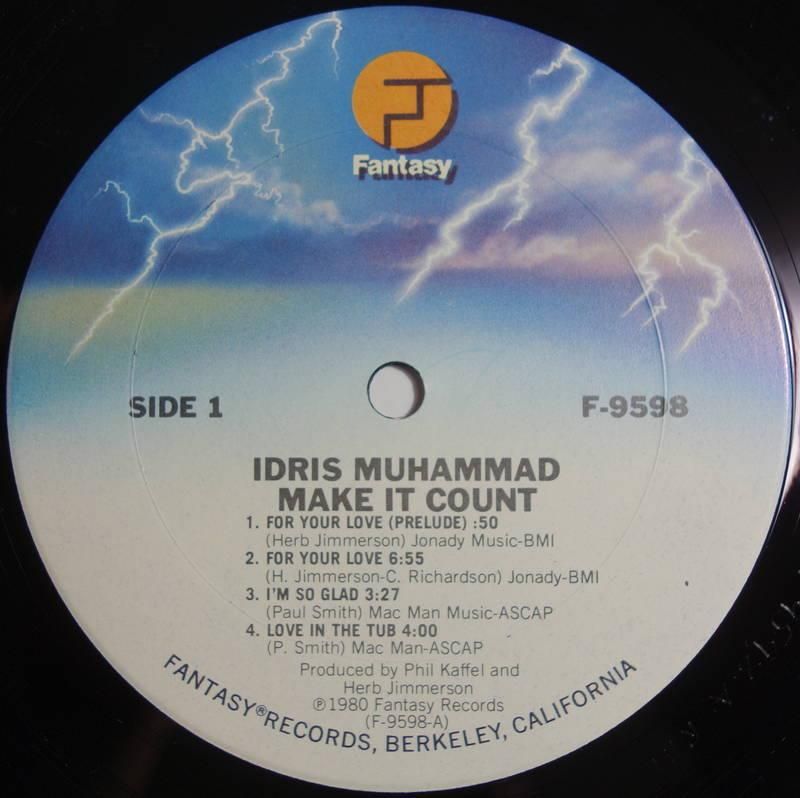 Fantasy
SIDE 1
F-9598
IDRIS MUHAMMAD
MAKE IT COUNT
1. FOR YOUR LOVE (PRELUDE) :50
(Herb Jimmerson) Jonady Music-BMI
2. FOR YOUR LOVE 6:55
(H. Jimmerson-C. Richardson) Jonady-BMI
3. I'M SO GLAD 3:27
(Paul Smith) Mac Man Music-ASCAP
4. LOVE IN THE TUB 4:00
(P. Smith) Mac Man-ASCAP
Produced by Phil Kaffel and
Herb Jimmerson
℗1980 Fantasy Records
(F-9598-A)
FANTASY® RECORDS, BERKELEY, CALIFORNIA